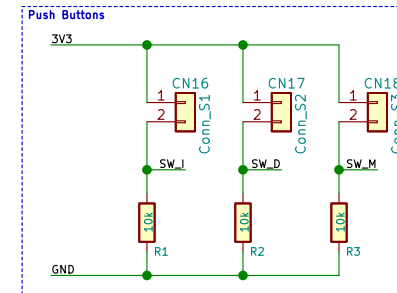 Push Buttons
3V3
CN16
1
2
Conn_S1
CN17
1
2
Conn_S2
CN18
1
2
Conn_S3
SW_I
SW_D
SW_M
10k
R1
10k
R2
10k
R3
GND